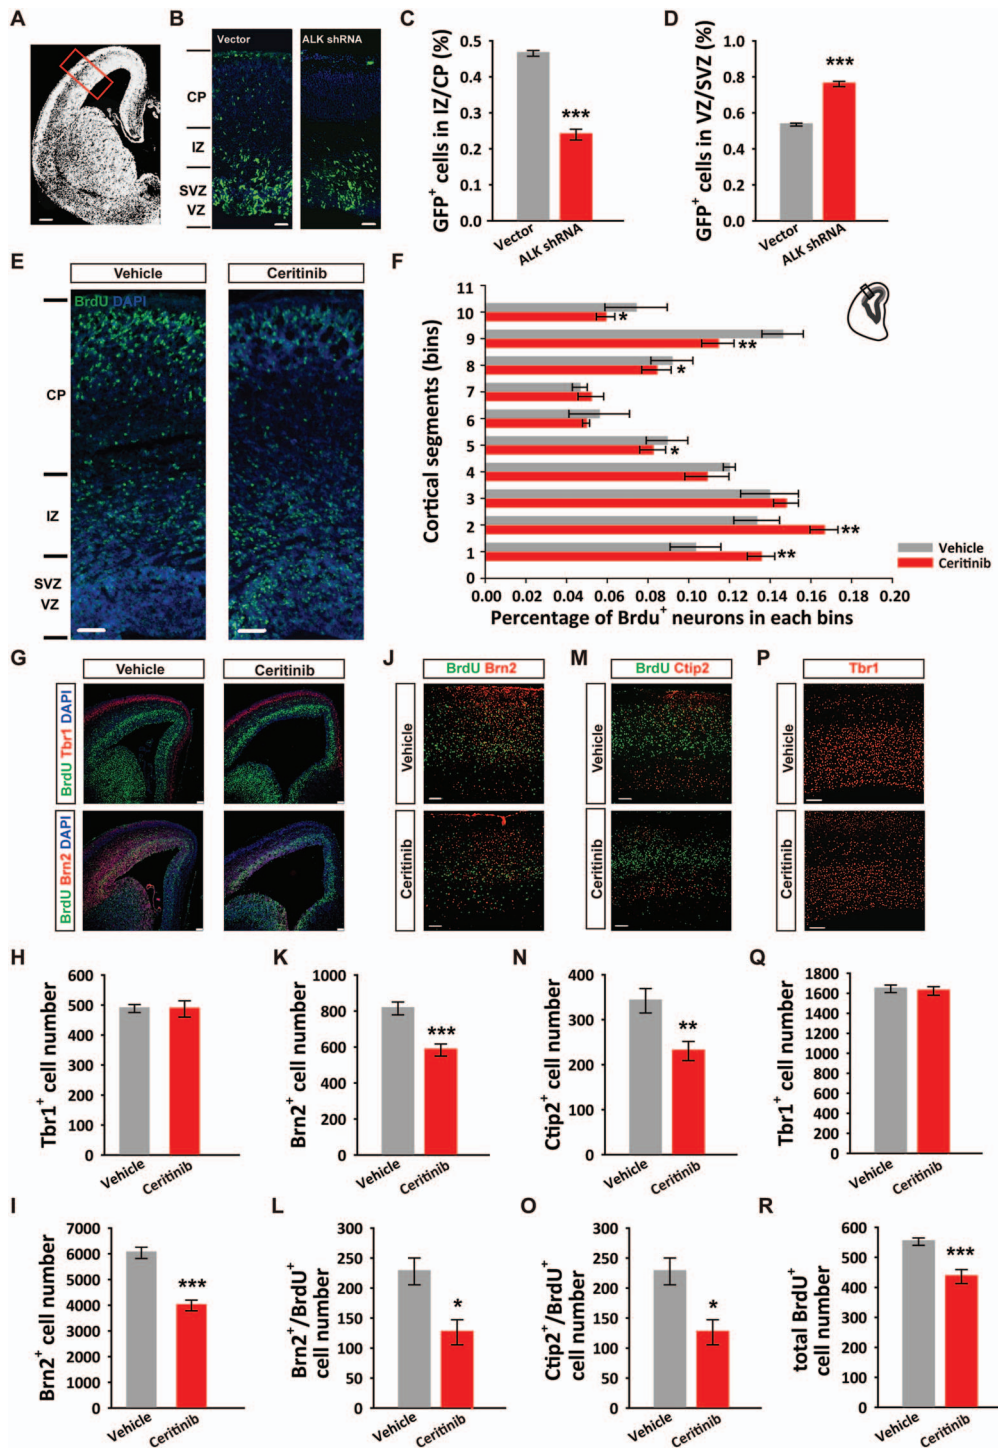 A
B
Vector
ALK shRNA
CP
IZ
SVZ
VZ
C
GFP+ cells in IZ/CP (%)
0.5
0.4
0.3
0.2
0.1
0.0
***
Vector
ALK shRNA
D
GFP+ cells in VZ/SVZ (%)
1.0
0.8
0.6
0.4
0.2
0.0
***
Vector
ALK shRNA
E
Vehicle
Ceritinib
BrdU DAPI
CP
IZ
SVZ
VZ
F
Cortical segments (bins)
11
10
9
8
7
6
5
4
3
2
1
0
*
**
*
*
**
**
Vehicle
Ceritinib
0.00 0.02 0.04 0.06 0.08 0.10 0.12 0.14 0.16 0.18 0.20
Percentage of Brdu+ neurons in each bins
G
Vehicle
Ceritinib
BrdU Tbr1 DAPI
BrdU Brn2 DAPI
J
BrdU Brn2
Vehicle
Ceritinib
M
BrdU Ctip2
Vehicle
Ceritinib
P
Tbr1
Vehicle
Ceritinib
H
Tbr1+ cell number
600
500
400
300
200
100
0
Vehicle
Ceritinib
K
Brn2+ cell number
1000
800
600
400
200
0
***
Vehicle
Ceritinib
N
Ctip2+ cell number
400
300
200
100
0
**
Vehicle
Ceritinib
Q
Tbr1+ cell number
1800
1600
1400
1200
1000
800
600
400
200
0
Vehicle
Ceritinib
I
Brn2+ cell number
7000
6000
5000
4000
3000
2000
1000
0
***
Vehicle
Ceritinib
L
Brn2+/BrdU+
cell number
300
250
200
150
100
50
0
*
Vehicle
Ceritinib
O
Ctip2+/BrdU+
cell number
300
250
200
150
100
50
0
*
Vehicle
Ceritinib
R
total BrdU+
cell number
600
500
400
300
200
100
0
***
Vehicle
Ceritinib